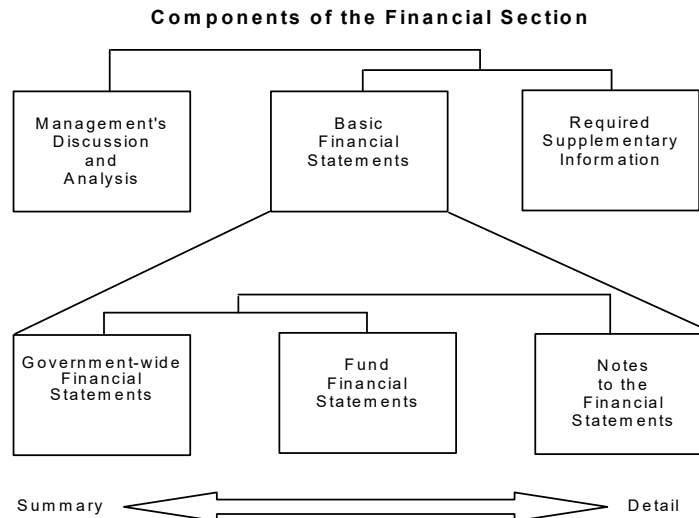 Components of the Financial Section
Management's
Discussion
and
Analysis
Basic
Financial
Statements
Required
Supplementary
Information
Government-wide
Financial
Statements
Fund
Financial
Statements
Notes
to the
Financial
Statements
Summary
Detail